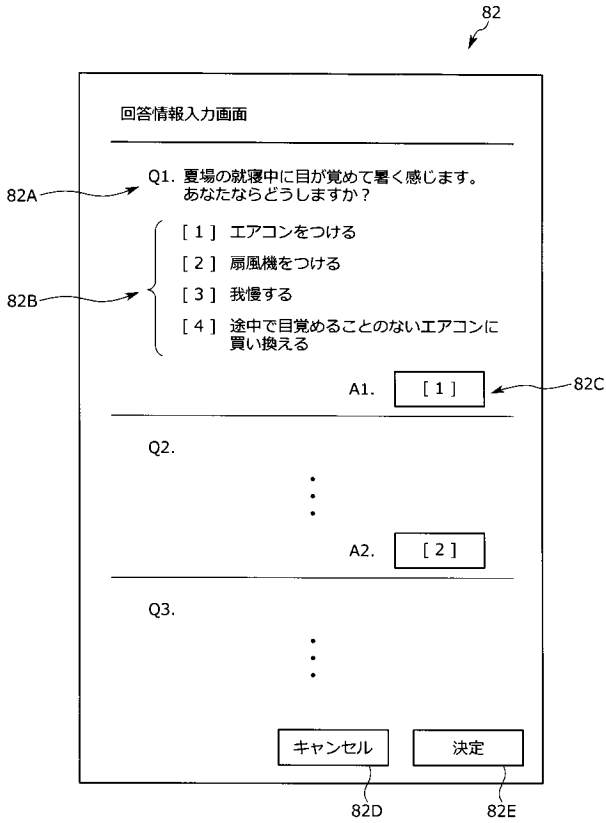 82
回答情報入力画面
82A
Q1. 夏場の就寝中に目が覚めて暑く感じます。
あなたならどうしますか？
82B
[1] エアコンをつける
[2] 扇風機をつける
[3] 我慢する
[4] 途中で目覚めることのないエアコンに
買い換える
A1. [1]
82C
Q2.
A2. [2]
Q3.
キャンセル 決定
82D 82E